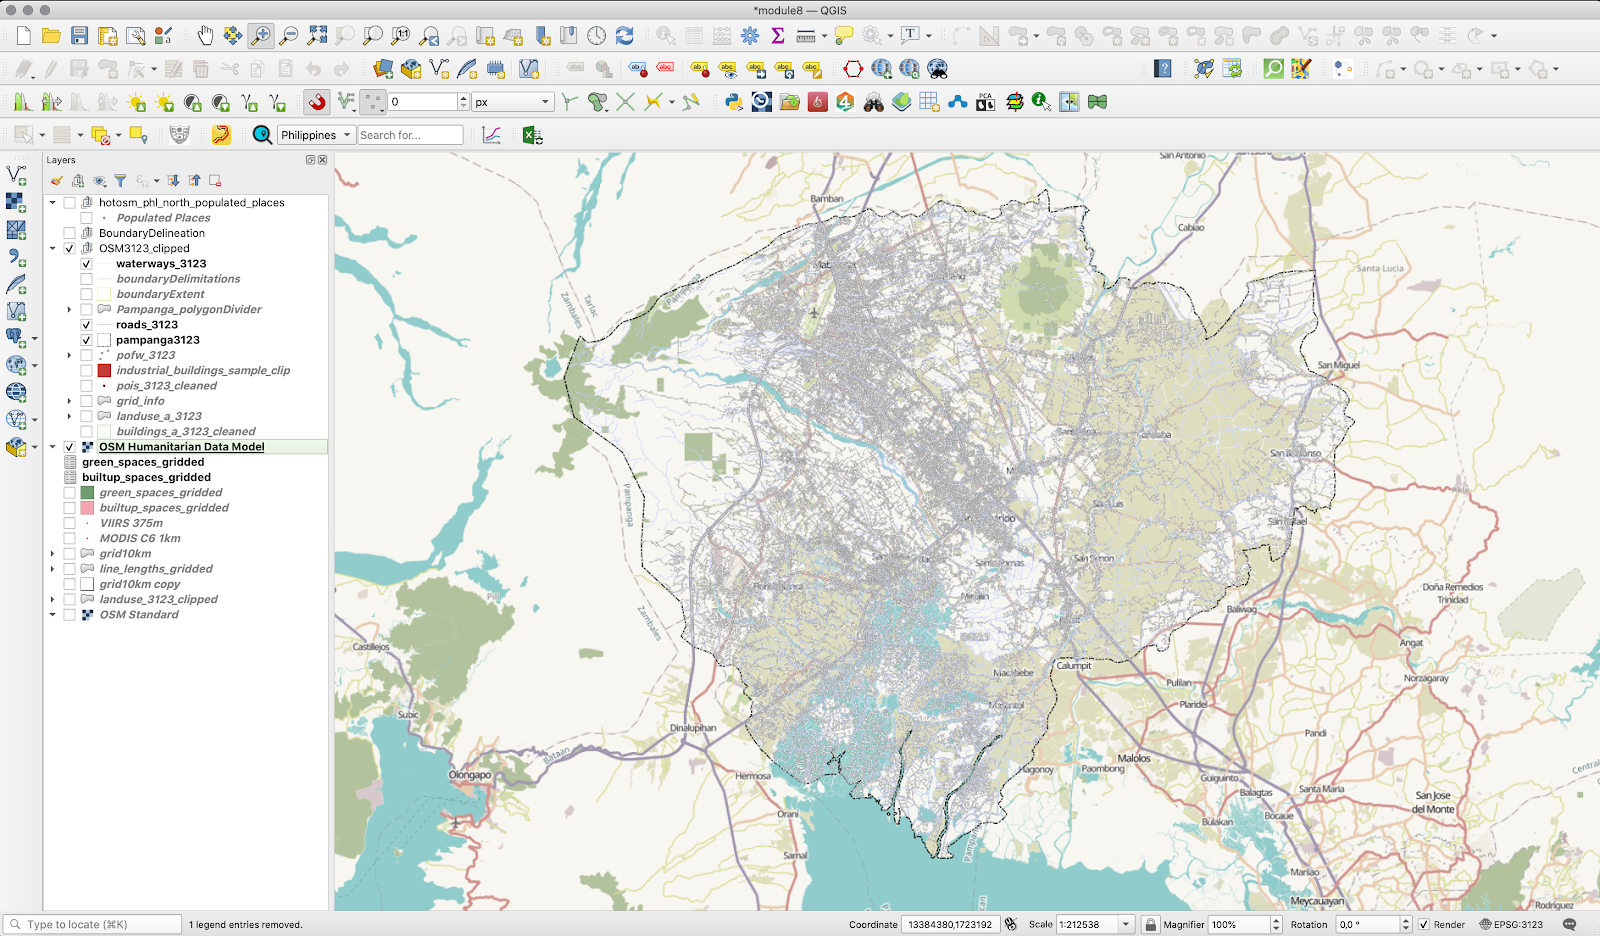 *module8 — QGIS
0
px
Philippines
Search for...
PCA
Layers
hotosm_phl_north_populated_places
Populated Places
BoundaryDelineation
OSM3123_clipped
waterways_3123
boundaryDelimitations
boundaryExtent
Pampanga_polygonDivider
roads_3123
pampanga3123
pofw_3123
industrial_buildings_sample_clip
pois_3123_cleaned
grid_info
landuse_a_3123
buildings_a_3123_cleaned
OSM Humanitarian Data Model
green_spaces_gridded
builtup_spaces_gridded
green_spaces_gridded
builtup_spaces_gridded
VIIRS 375m
MODIS C6 1km
grid10km
line_lengths_gridded
grid10km copy
landuse_3123_clipped
OSM Standard
San Antonio
Bamban
Cabiao
Santa Lucia
Tarlac
Zambales
Pampanga
San Miguel
Akle
Pampanga
Zambales
San Simon
Doña Remedios
Trinidad
Baliwag
Castillejos
Angat
Calumpit
Macabebe
Norzagaray
Pulilan
Plaridel
Subic
Dinalupihan
Pandi
Bataan
Malolos
Hagonoy
Paombong
Olongapo
Hermosa
Guiguinto
Balagtas
Santa Maria
San Jose
del Monte
Orani
Bulakan
Bocaue
Samal
Marilao
Meycauayan
Rodriguez
Type to locate (⌘K)
1 legend entries removed.
Coordinate
13384380,1723192
Scale
1:212538
Magnifier
100%
Rotation
0,0 °
Render
EPSG:3123